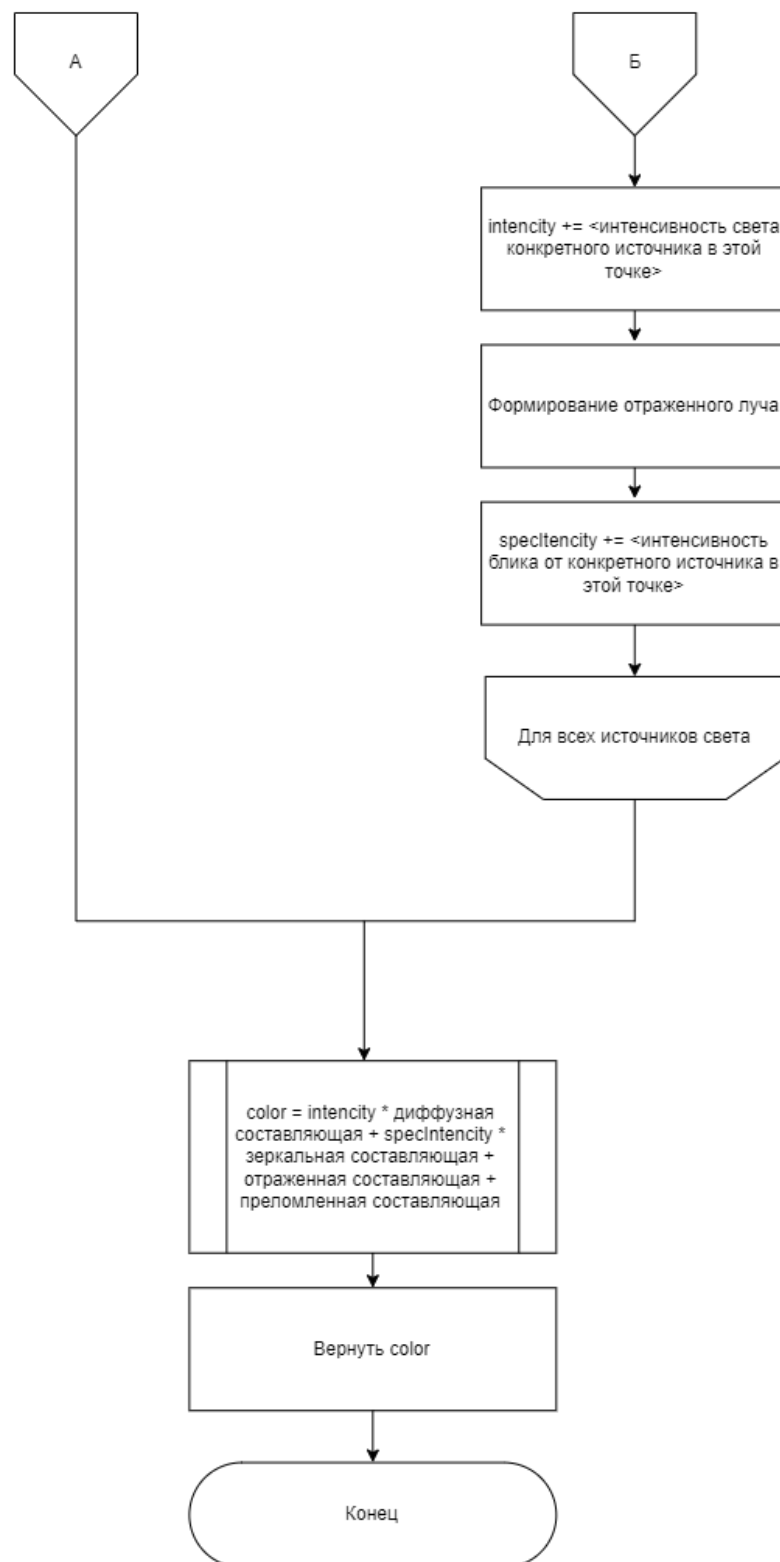 А
Б
intencity += <интенсивность света
конкретного источника в этой
точке>
Формирование отраженного луча
specItencity += <интенсивность
блика от конкретного источника в
этой точке>
Для всех источников света
color = intencity * диффузная
составляющая + specIntencity *
зеркальная составляющая +
отраженная составляющая +
преломленная составляющая
Вернуть color
Конец